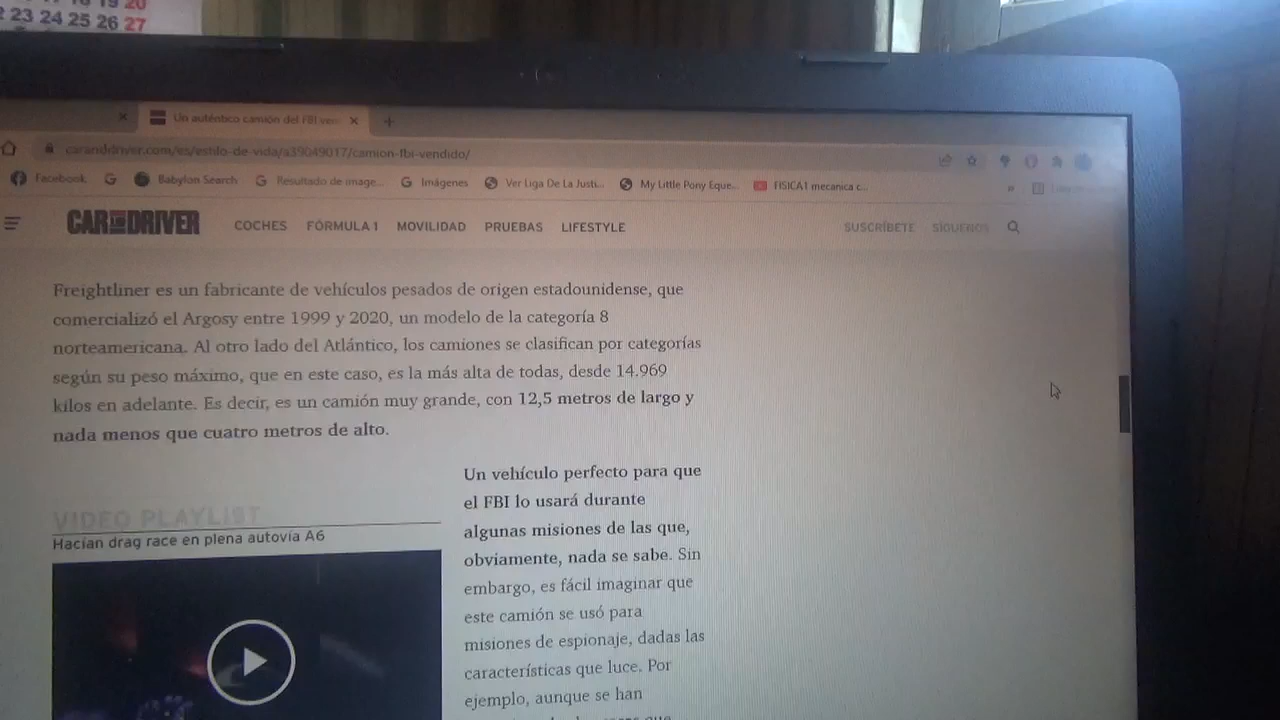 19 20
23 24 25 26 27
Un auténtico camión del FBI
caranddriver.com/es/estilo-de-vida/a39049017/camion-fbi-vendido/
Facebook Babylon Search Resultado de image... Imágenes Ver Liga De La Justi... My Little Pony Eque... FISICA1 mecanica c...
CAR AND DRIVER COCHES FÓRMULA 1 MOVILIDAD PRUEBAS LIFESTYLE SUSCRÍBETE SÍGUENOS
Freightliner es un fabricante de vehículos pesados de origen estadounidense, que
comercializó el Argosy entre 1999 y 2020, un modelo de la categoría 8
norteamericana. Al otro lado del Atlántico, los camiones se clasifican por categorías
según su peso máximo, que en este caso, es la más alta de todas, desde 14.969
kilos en adelante. Es decir, es un camión muy grande, con 12,5 metros de largo y
nada menos que cuatro metros de alto.
VIDEO PLAYLIST
Hacían drag race en plena autovía A6
Un vehículo perfecto para que
el FBI lo usará durante
algunas misiones de las que,
obviamente, nada se sabe. Sin
embargo, es fácil imaginar que
este camión se usó para
misiones de espionaje, dadas las
características que luce. Por
ejemplo, aunque se han